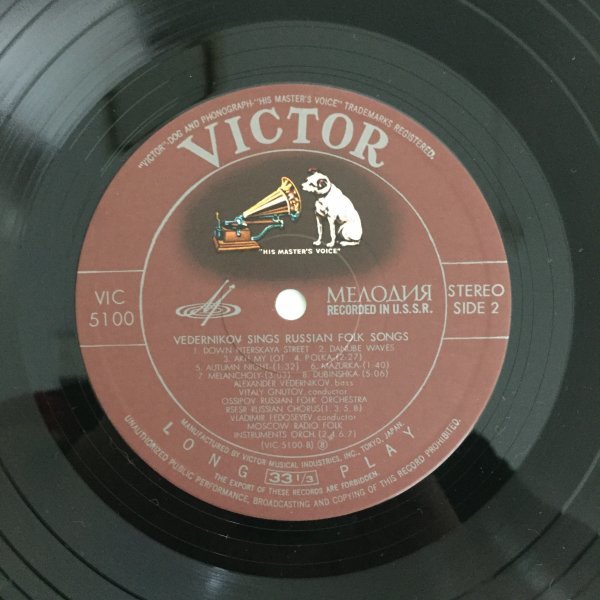 "VICTOR"-DOG AND PHONOGRAPH-"HIS MASTER'S VOICE" TRADEMARKS REGISTERED.
VICTOR
"HIS MASTER'S VOICE"
VIC
5100
МЕЛОДИЯ
RECORDED IN U.S.S.R.
STEREO
SIDE 2
VEDERNIKOV SINGS RUSSIAN FOLK SONGS
1. DOWN PITERSKAYA STREET 2. DANUBE WAVES
3. AKH MY LOT 4. POLKA (2:27)
5. AUTUMN NIGHT (1:32) 6. MAZURKA (1:40)
7. MELANCHOLY (3:03) 8. DUBINSHKA (5:06)
ALEXANDER VEDERNIKOV, bass
VITALY GNUTOV, conductor
OSSIPOV RUSSIAN FOLK ORCHESTRA
RSFSR RUSSIAN CHORUS (1.3.5.8)
VLADIMIR FEDOSEYEV, conductor
MOSCOW RADIO FOLK
INSTRUMENTS ORCH. (2.4.6.7)
(VIC 5100 B)
LONG 33 1/3 PLAY
MANUFACTURED BY VICTOR MUSICAL INDUSTRIES, INC., TOKYO, JAPAN.
THE EXPORT OF THESE RECORDS ARE FORBIDDEN.
UNAUTHORIZED PUBLIC PERFORMANCE, BROADCASTING AND COPYING OF THIS RECORD PROHIBITED.